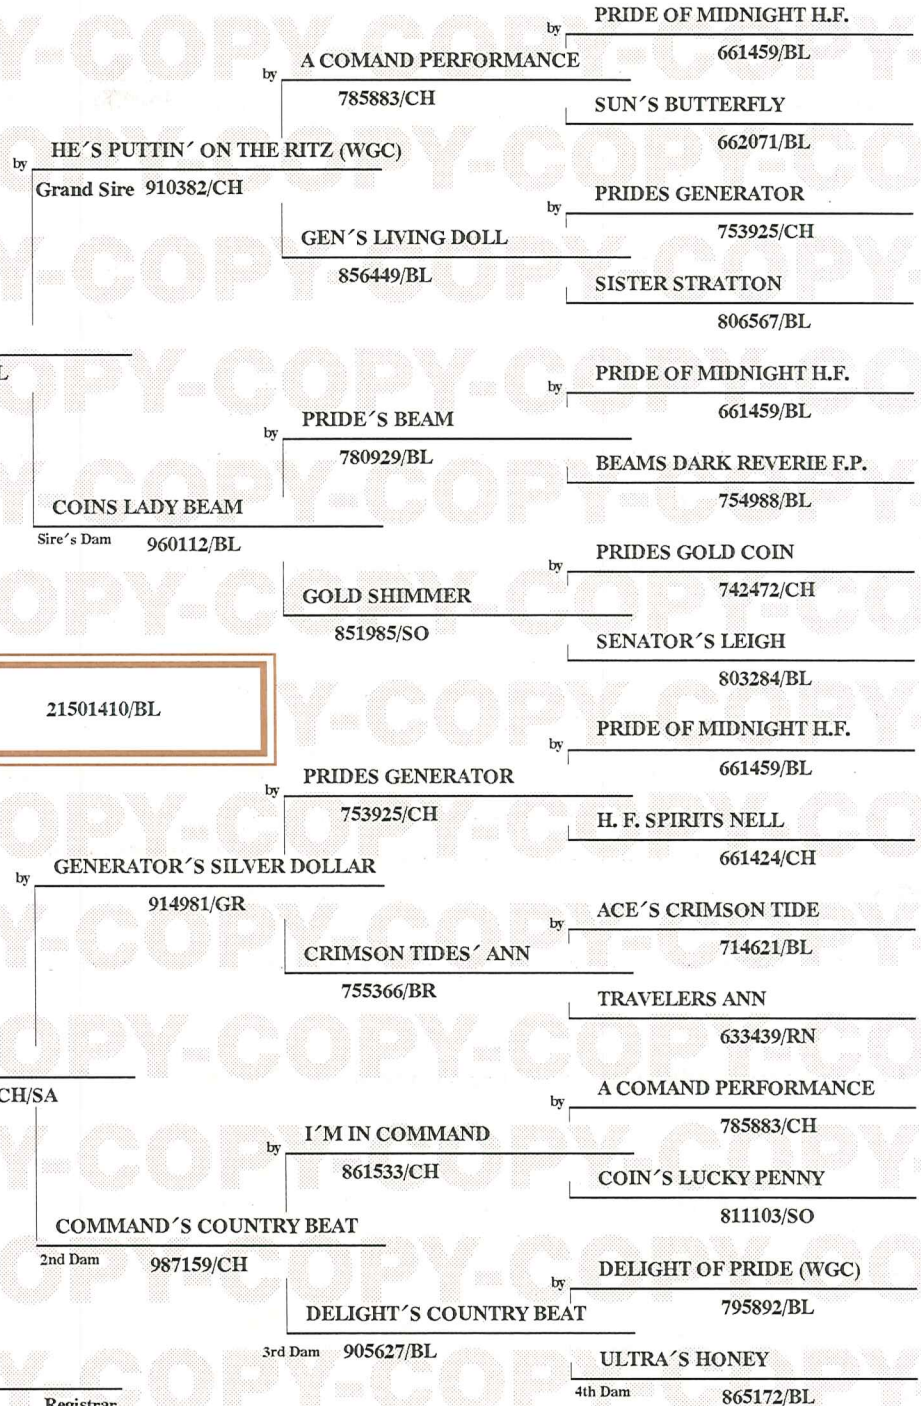 by PRIDE OF MIDNIGHT H.F.
661459/BL
by A COMAND PERFORMANCE
785883/CH
SUN´S BUTTERFLY
662071/BL
by HE´S PUTTIN´ ON THE RITZ (WGC)
Grand Sire 910382/CH
by PRIDES GENERATOR
753925/CH
GEN´S LIVING DOLL
856449/BL
SISTER STRATTON
806567/BL
L
by PRIDE OF MIDNIGHT H.F.
661459/BL
by PRIDE´S BEAM
780929/BL
BEAMS DARK REVERIE F.P.
754988/BL
COINS LADY BEAM
Sire´s Dam 960112/BL
by PRIDES GOLD COIN
742472/CH
GOLD SHIMMER
851985/SO
SENATOR´S LEIGH
803284/BL
21501410/BL
by PRIDE OF MIDNIGHT H.F.
661459/BL
by PRIDES GENERATOR
753925/CH
H. F. SPIRITS NELL
661424/CH
by GENERATOR´S SILVER DOLLAR
914981/GR
by ACE´S CRIMSON TIDE
714621/BL
CRIMSON TIDES´ ANN
755366/BR
TRAVELERS ANN
633439/RN
CH/SA
by A COMAND PERFORMANCE
785883/CH
by I´M IN COMMAND
861533/CH
COIN´S LUCKY PENNY
811103/SO
COMMAND´S COUNTRY BEAT
2nd Dam 987159/CH
by DELIGHT OF PRIDE (WGC)
795892/BL
DELIGHT´S COUNTRY BEAT
3rd Dam 905627/BL
ULTRA´S HONEY
4th Dam 865172/BL
Registrar